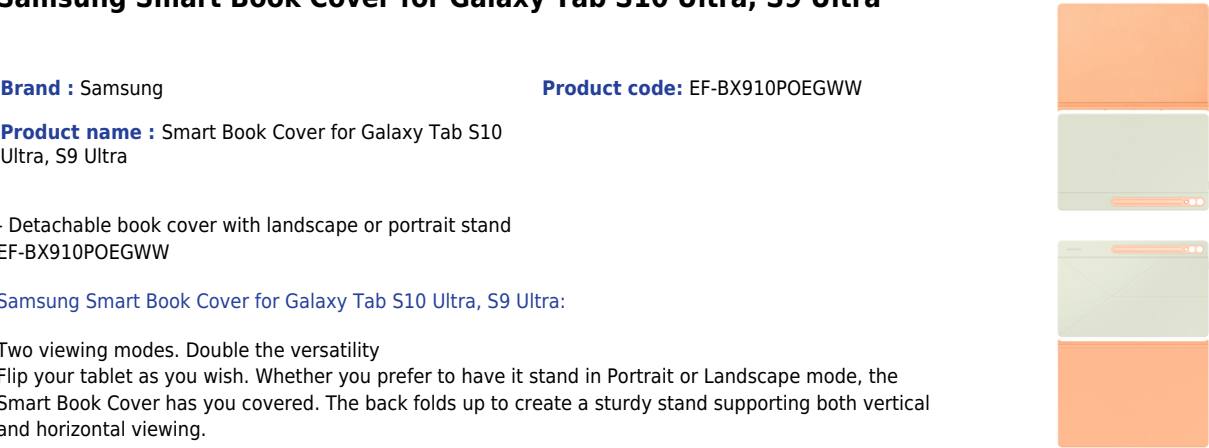 Samsung Smart Book Cover for Galaxy Tab S10 Ultra, S9 Ultra
Brand : Samsung
Product code: EF-BX910POEGWW
Product name : Smart Book Cover for Galaxy Tab S10
Ultra, S9 Ultra
- Detachable book cover with landscape or portrait stand
EF-BX910POEGWW
Samsung Smart Book Cover for Galaxy Tab S10 Ultra, S9 Ultra:
Two viewing modes. Double the versatility
Flip your tablet as you wish. Whether you prefer to have it stand in Portrait or Landscape mode, the
Smart Book Cover has you covered. The back folds up to create a sturdy stand supporting both vertical
and horizontal viewing.